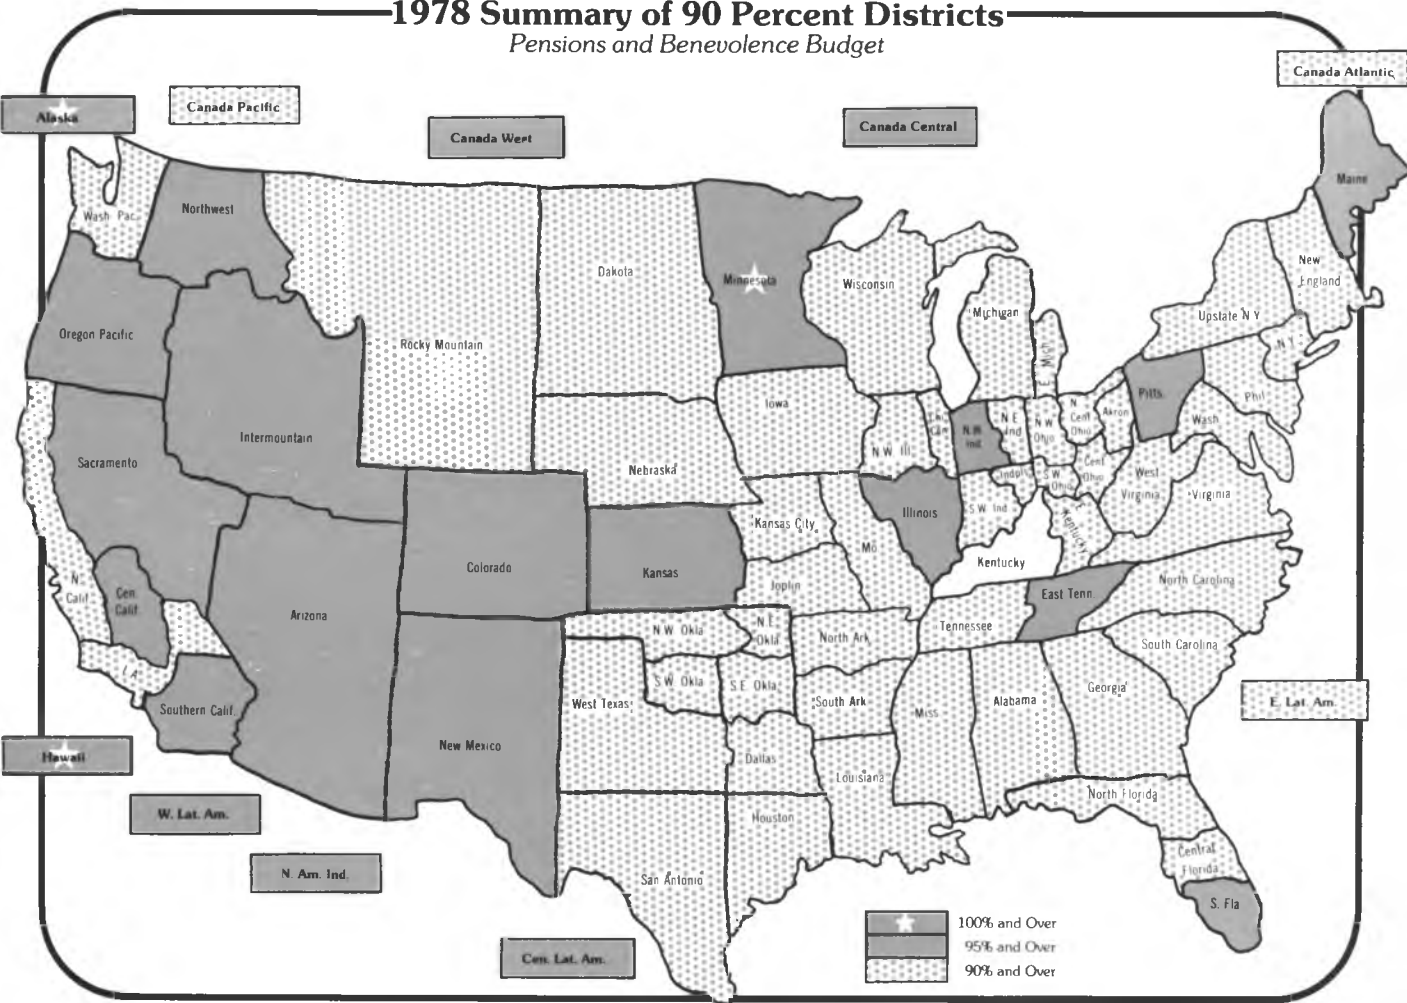 1978 Summary of 90 Percent Districts
Pensions and Benevolence Budget
Canada Atlantic
Alaska
Canada Pacific
Canada West
Canada Central
Maine
Wash Pac.
Northwest
Dakota
Minnesota
Wisconsin
New
England
Michigan
Upstate N Y
Oregon Pacific
Rocky Mountain
N Y
E Mich
Phil
Pitts.
Wash
Iowa
Akron
N
Cent
Ohio
N E
Ind
N W
Ohio
N W
Ind
Intermountain
Sacramento
Nebraska
N W Ill.
Cent
Ohio
S W
Ohio
Indpls
West
Virginia
Virginia
Illinois
S W Ind
E
Kentucky
Kansas City
Mo
Kentucky
Colorado
Kansas
Joplin
North Carolina
N
Calif
Cen.
Calif.
East Tenn.
Arizona
Tennessee
N W Okla
N E
Okla
North Ark
South Carolina
L A
S W Okla
S E Okla
Georgia
West Texas
South Ark
Miss
Alabama
E. Lat. Am.
Southern Calif.
New Mexico
Hawaii
Dallas
Louisiana
North Florida
W. Lat. Am.
Houston
Central
Florida
N. Am. Ind.
San Antonio
S. Fla
100% and Over
95% and Over
90% and Over
Cen. Lat. Am.